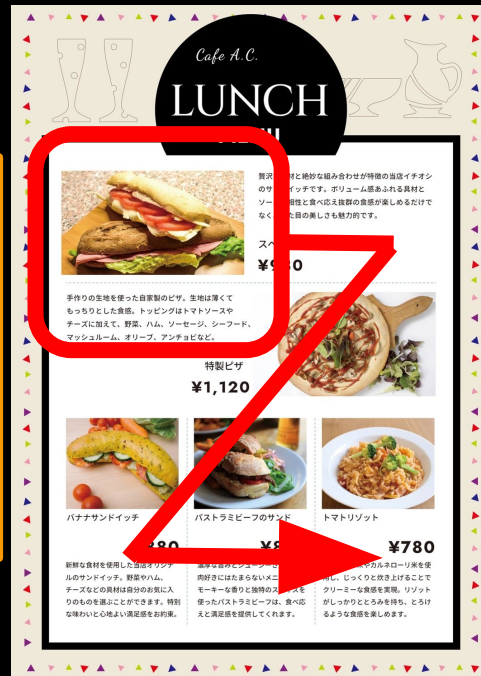 Cafe A.C.
LUNCH
贅沢 材と絶妙な組み合わせが特徴の当店イチオシ
のサ イッチです。ボリューム感あふれる具材と
ソー 相性と食べ応え抜群の食感が楽しめるだけで
なく、 た目の美しさも魅力的です。
手作りの生地を使った自家製のピザ。生地は薄くて
もっちりとした食感。トッピングはトマトソースや
チーズに加えて、野菜、ハム、ソーセージ、シーフード、
マッシュルーム、オリーブ、アンチョビなど。
特製ピザ
¥1,120
バナナサンドイッチ
新鮮な食材を使用した当店オリジナ
ルのサンドイッチ。野菜やハム、
チーズなどの具材は自分のお気に入
りのものを選ぶことができます。特別
な味わいと心地よい満足をお約束。
パストラミビーフのサンド
肉好きにはたまらないメニ
モーキーな香りと独特のス スを
使ったパストラミビーフは、食べ応
えと満足感を提供してくれます。
トマトリゾット
¥780
やカルネローリ米を使
用し、じっくりと炊き上げることで
クリーミーな食感を実現。リゾット
がしっかりととろみを持ち、とろけ
るような食感を楽しめます。